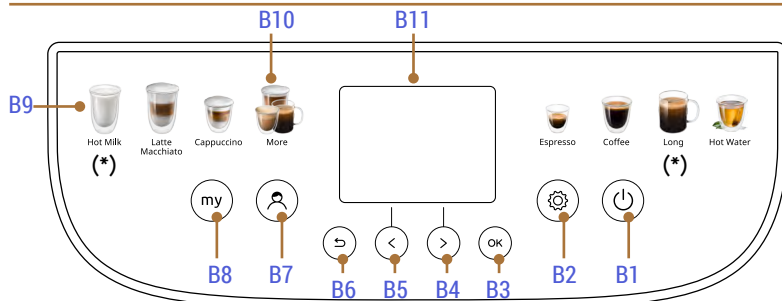 B10 B11
B9
Hot Milk Latte Macchiato Cappuccino More Espresso Coffee Long Hot Water
(*) (*)
my
OK
B8 B7 B6 B5 B4 B3 B2 B1